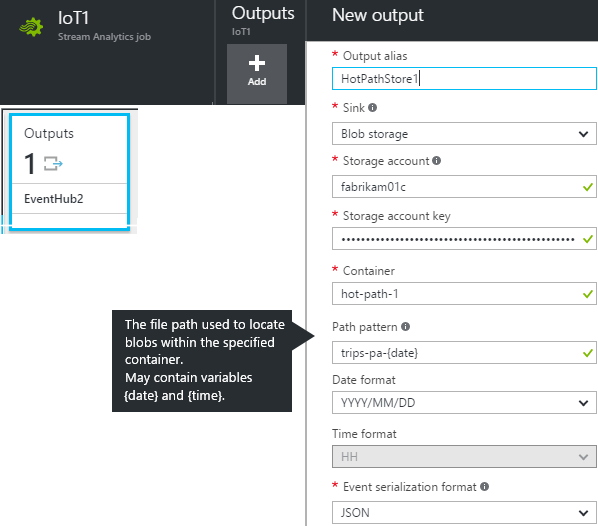 IoT1
Stream Analytics job
Outputs
IoT1
Add
Outputs
1
EventHub2
The file path used to locate
blobs within the specified
container.
May contain variables
{date} and {time}.
New output
* Output alias
HotPathStore1
* Sink
Blob storage
* Storage account
fabrikam01c
* Storage account key
* Container
hot-path-1
Path pattern
trips-pa-{date}
Date format
YYYY/MM/DD
Time format
HH
* Event serialization format
JSON